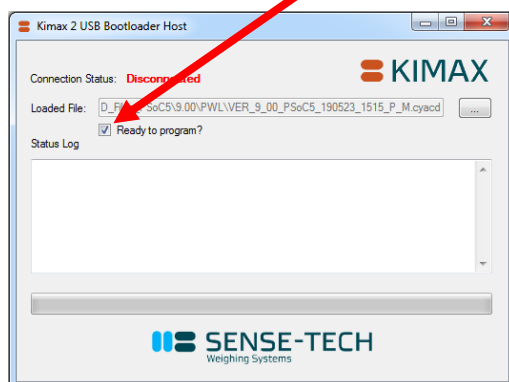 Kimax 2 USB Bootloader Host
KIMAX
Connection Status: Disconnected
Loaded File: SoC5\9.00\PWL\VER_9_00_PSoC5_190523_1515_P_M.cyacd ...
Ready to program?
Status Log
SENSE-TECH
Weighing Systems